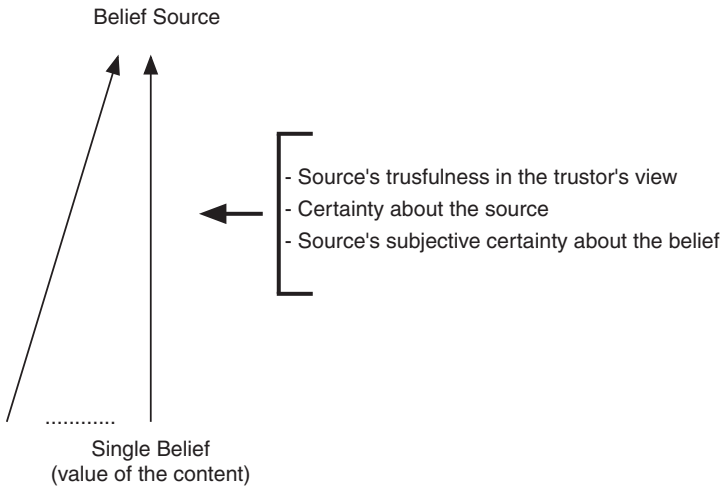 Belief Source
- Source's trusfulness in the trustor's view
- Certainty about the source
- Source's subjective certainty about the belief
............
Single Belief
(value of the content)